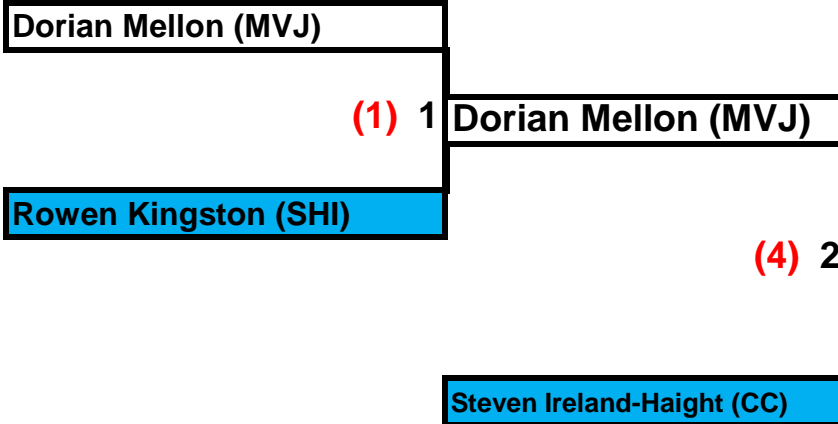 Dorian Mellon (MVJ)
(1) 1 Dorian Mellon (MVJ)
Rowen Kingston (SHI)
(4) 2
Steven Ireland-Haight (CC)